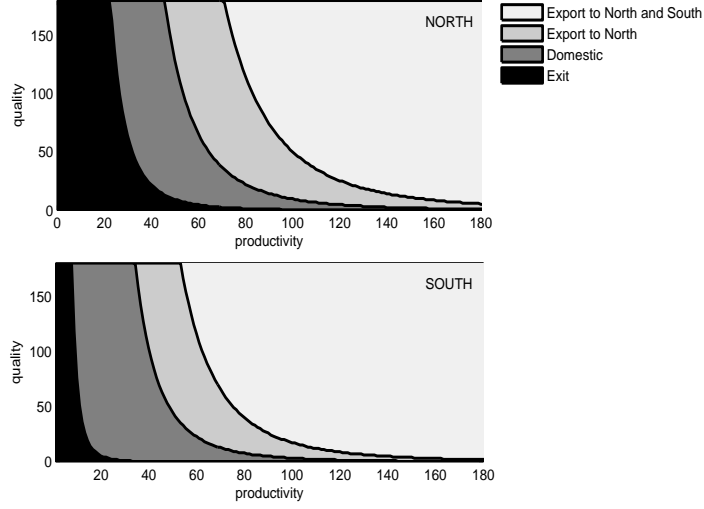 NORTH
Export to North and South
Export to North
Domestic
Exit
quality
150
100
50
0
0 20 40 60 80 100 120 140 160 180
productivity
SOUTH
quality
150
100
50
0
20 40 60 80 100 120 140 160 180
productivity